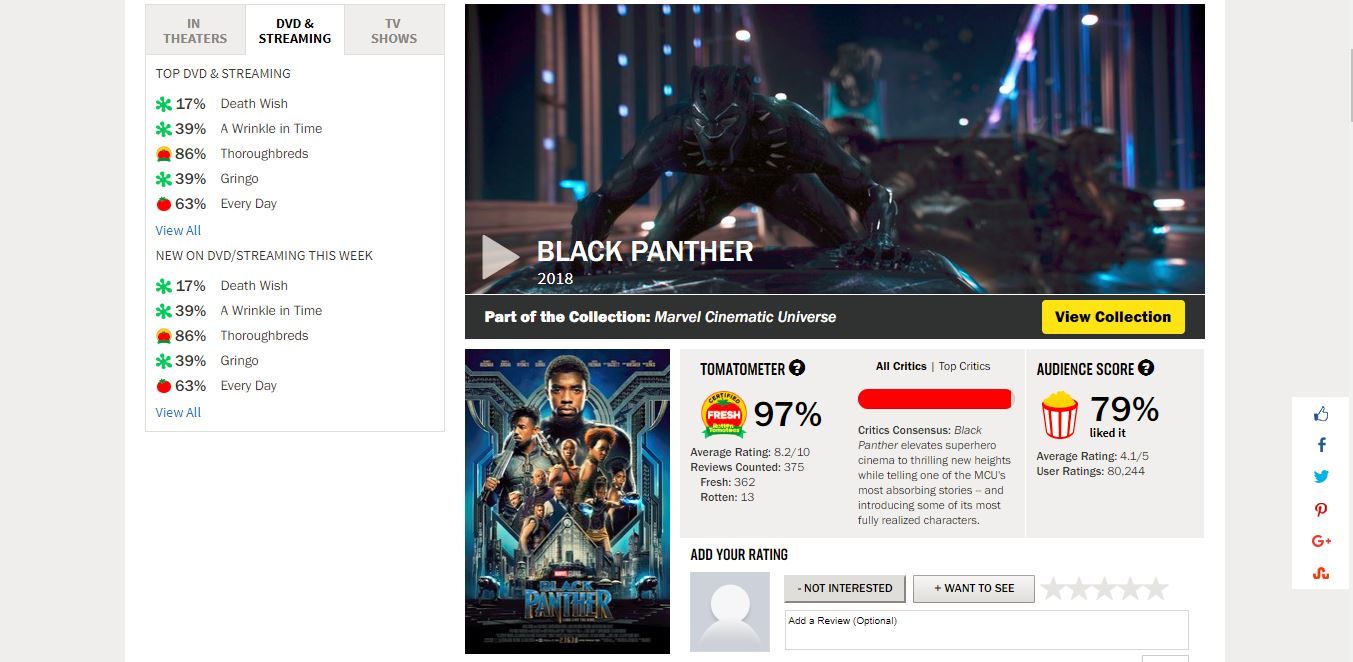 IN
THEATERS
DVD &
STREAMING
TV
SHOWS
TOP DVD & STREAMING
17% Death Wish
39% A Wrinkle in Time
86% Thoroughbreds
39% Gringo
63% Every Day
View All
NEW ON DVD/STREAMING THIS WEEK
17% Death Wish
39% A Wrinkle in Time
86% Thoroughbreds
39% Gringo
63% Every Day
View All
BLACK PANTHER
2018
Part of the Collection: Marvel Cinematic Universe
View Collection
MARVEL STUDIOS
BLACK
PANTHER
TOMATOMETER ?
CERTIFIED
FRESH
Rotten
Tomatoes
97%
Average Rating: 8.2/10
Reviews Counted: 375
Fresh: 362
Rotten: 13
All Critics | Top Critics
Critics Consensus: Black
Panther elevates superhero
cinema to thrilling new heights
while telling one of the MCU's
most absorbing stories -- and
introducing some of its most
fully realized characters.
AUDIENCE SCORE ?
79%
liked it
Average Rating: 4.1/5
User Ratings: 80,244
ADD YOUR RATING
- NOT INTERESTED
+ WANT TO SEE
Add a Review (Optional)
G+